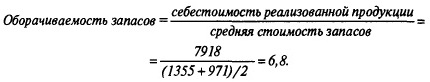 Оборачиваемость запасов = себестоимость реализованной продукции / средняя стоимость запасов =
= 7918 / (1355 + 971) / 2 = 6,8.